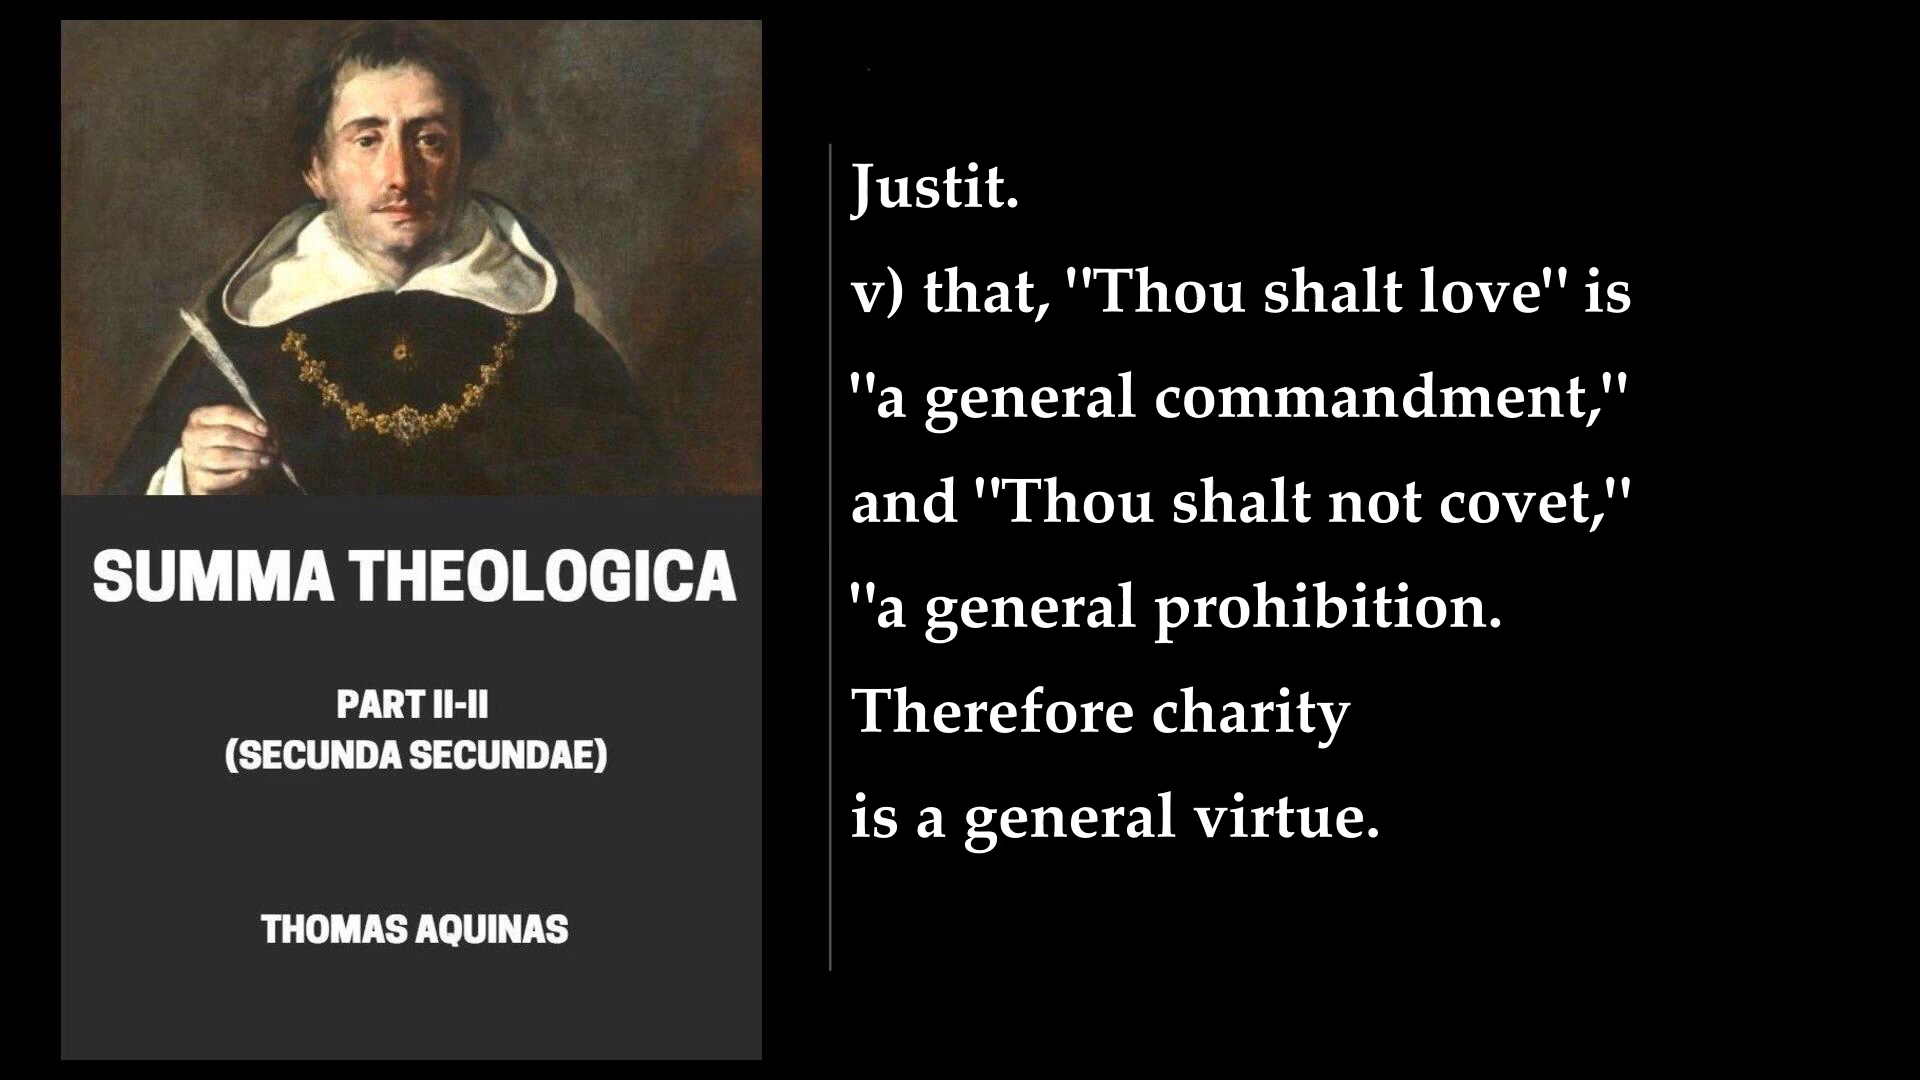 SUMMA THEOLOGICA
PART II-II
(SECUNDA SECUNDAE)
THOMAS AQUINAS
Justit.
v) that, "Thou shalt love" is
"a general commandment,"
and "Thou shalt not covet,"
"a general prohibition.
Therefore charity
is a general virtue.